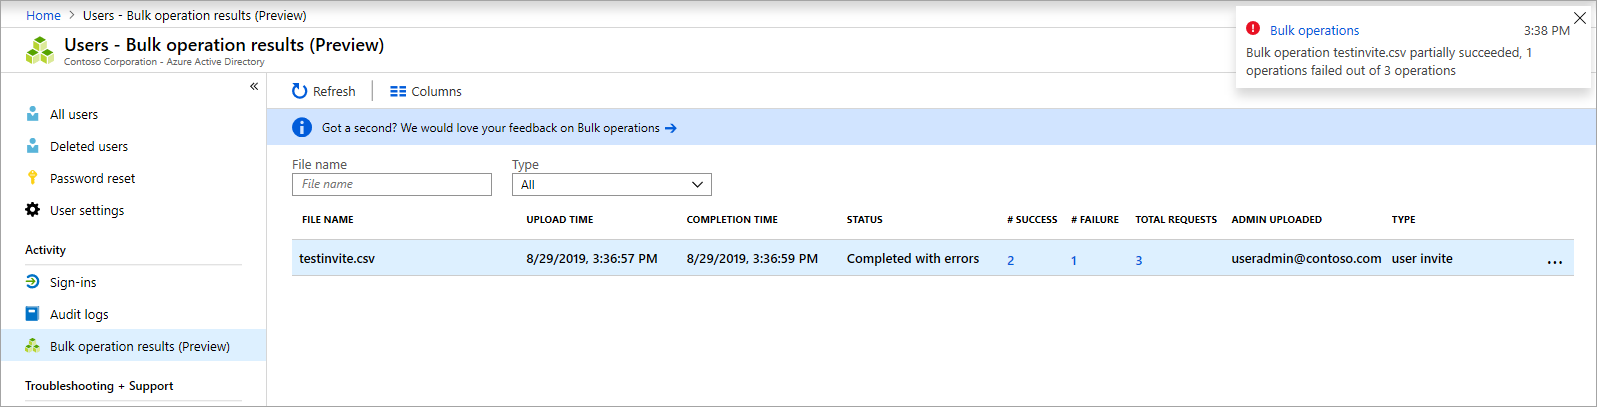 Home > Users - Bulk operation results (Preview)
Users - Bulk operation results (Preview)
Contoso Corporation - Azure Active Directory
Bulk operations 3:38 PM
Bulk operation testinvite.csv partially succeeded, 1
operations failed out of 3 operations
«
All users
Deleted users
Password reset
User settings
Activity
Sign-ins
Audit logs
Bulk operation results (Preview)
Troubleshooting + Support
Refresh Columns
Got a second? We would love your feedback on Bulk operations →
File name Type
File name All
FILE NAME UPLOAD TIME COMPLETION TIME STATUS # SUCCESS # FAILURE TOTAL REQUESTS ADMIN UPLOADED TYPE
testinvite.csv 8/29/2019, 3:36:57 PM 8/29/2019, 3:36:59 PM Completed with errors 2 1 3 useradmin@contoso.com user invite ...